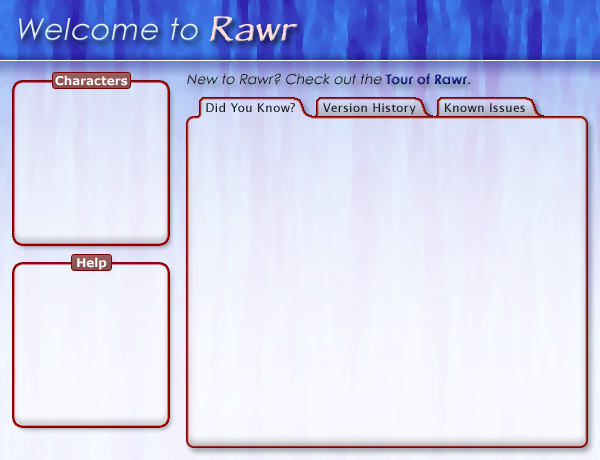 Welcome to Rawr
Characters
New to Rawr? Check out the Tour of Rawr.
Did You Know?
Version History
Known Issues
Help